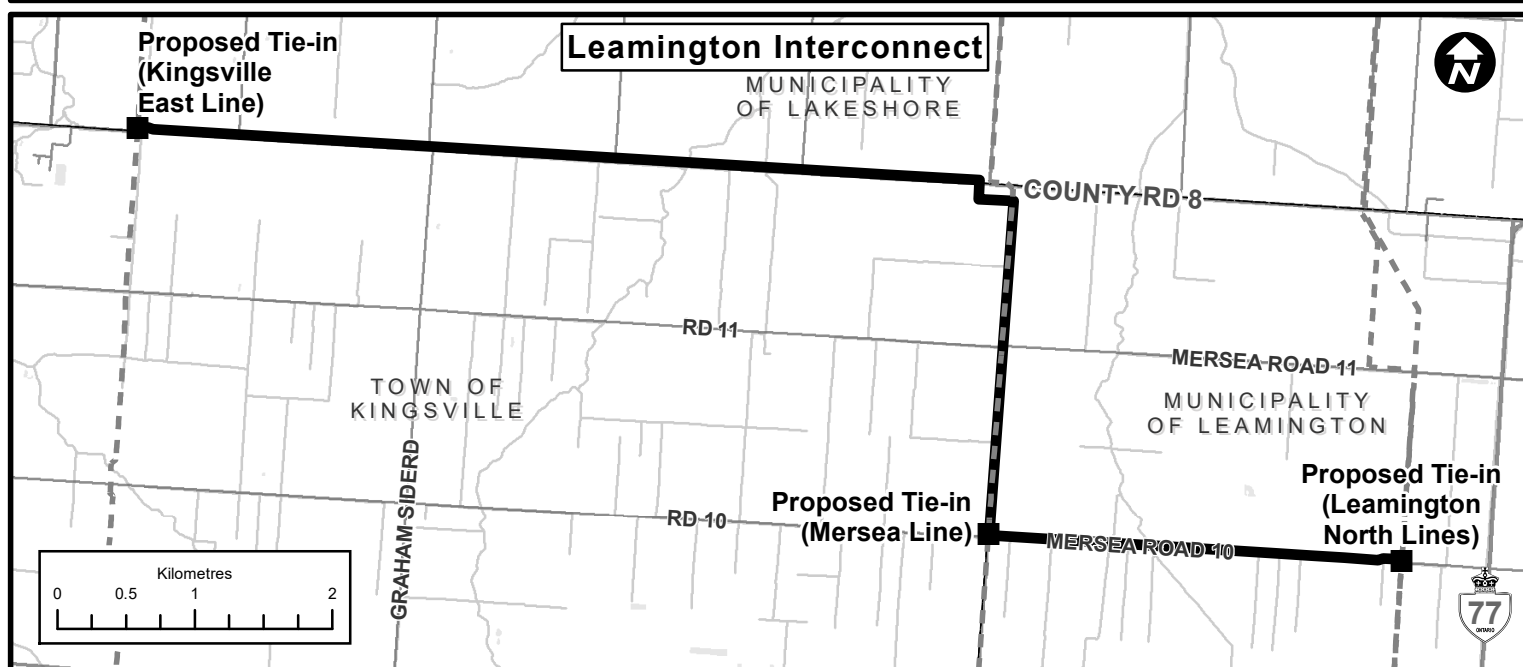 Leamington Interconnect
Proposed Tie-in
(Kingsville
East Line)
MUNICIPALITY
OF LAKESHORE
N
COUNTY RD 8
RD 11
MERSEA ROAD 11
TOWN OF
KINGSVILLE
MUNICIPALITY
OF LEAMINGTON
GRAHAM SIDERD
Proposed Tie-in
(Mersea Line)
RD 10
MERSEA ROAD 10
Proposed Tie-in
(Leamington
North Lines)
Kilometres
0 0.5 1 2
77
ONTARIO